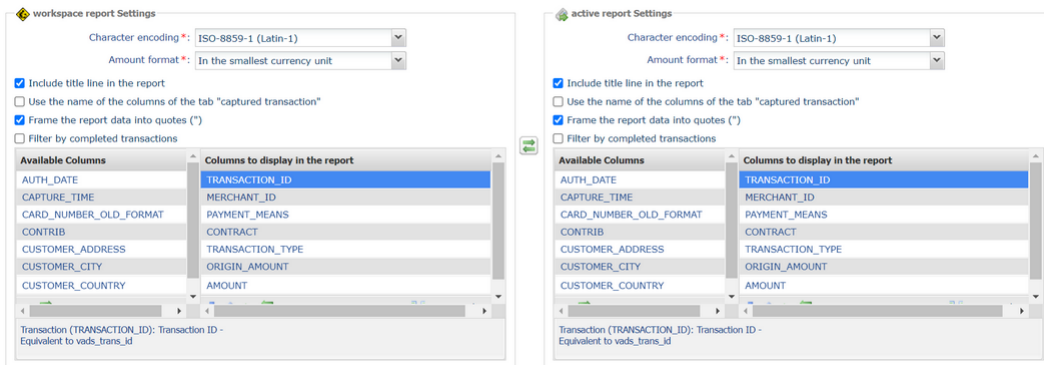 workspace report Settings
Character encoding*: ISO-8859-1 (Latin-1)
Amount format*: In the smallest currency unit
Include title line in the report
Use the name of the columns of the tab "captured transaction"
Frame the report data into quotes (")
Filter by completed transactions
Available Columns
AUTH_DATE
CAPTURE_TIME
CARD_NUMBER_OLD_FORMAT
CONTRIB
CUSTOMER_ADDRESS
CUSTOMER_CITY
CUSTOMER_COUNTRY
Columns to display in the report
TRANSACTION_ID
MERCHANT_ID
PAYMENT_MEANS
CONTRACT
TRANSACTION_TYPE
ORIGIN_AMOUNT
AMOUNT
Transaction (TRANSACTION_ID): Transaction ID -
Equivalent to vads_trans_id
active report Settings
Character encoding*: ISO-8859-1 (Latin-1)
Amount format*: In the smallest currency unit
Include title line in the report
Use the name of the columns of the tab "captured transaction"
Frame the report data into quotes (")
Filter by completed transactions
Available Columns
AUTH_DATE
CAPTURE_TIME
CARD_NUMBER_OLD_FORMAT
CONTRIB
CUSTOMER_ADDRESS
CUSTOMER_CITY
CUSTOMER_COUNTRY
Columns to display in the report
TRANSACTION_ID
MERCHANT_ID
PAYMENT_MEANS
CONTRACT
TRANSACTION_TYPE
ORIGIN_AMOUNT
AMOUNT
Transaction (TRANSACTION_ID): Transaction ID -
Equivalent to vads_trans_id